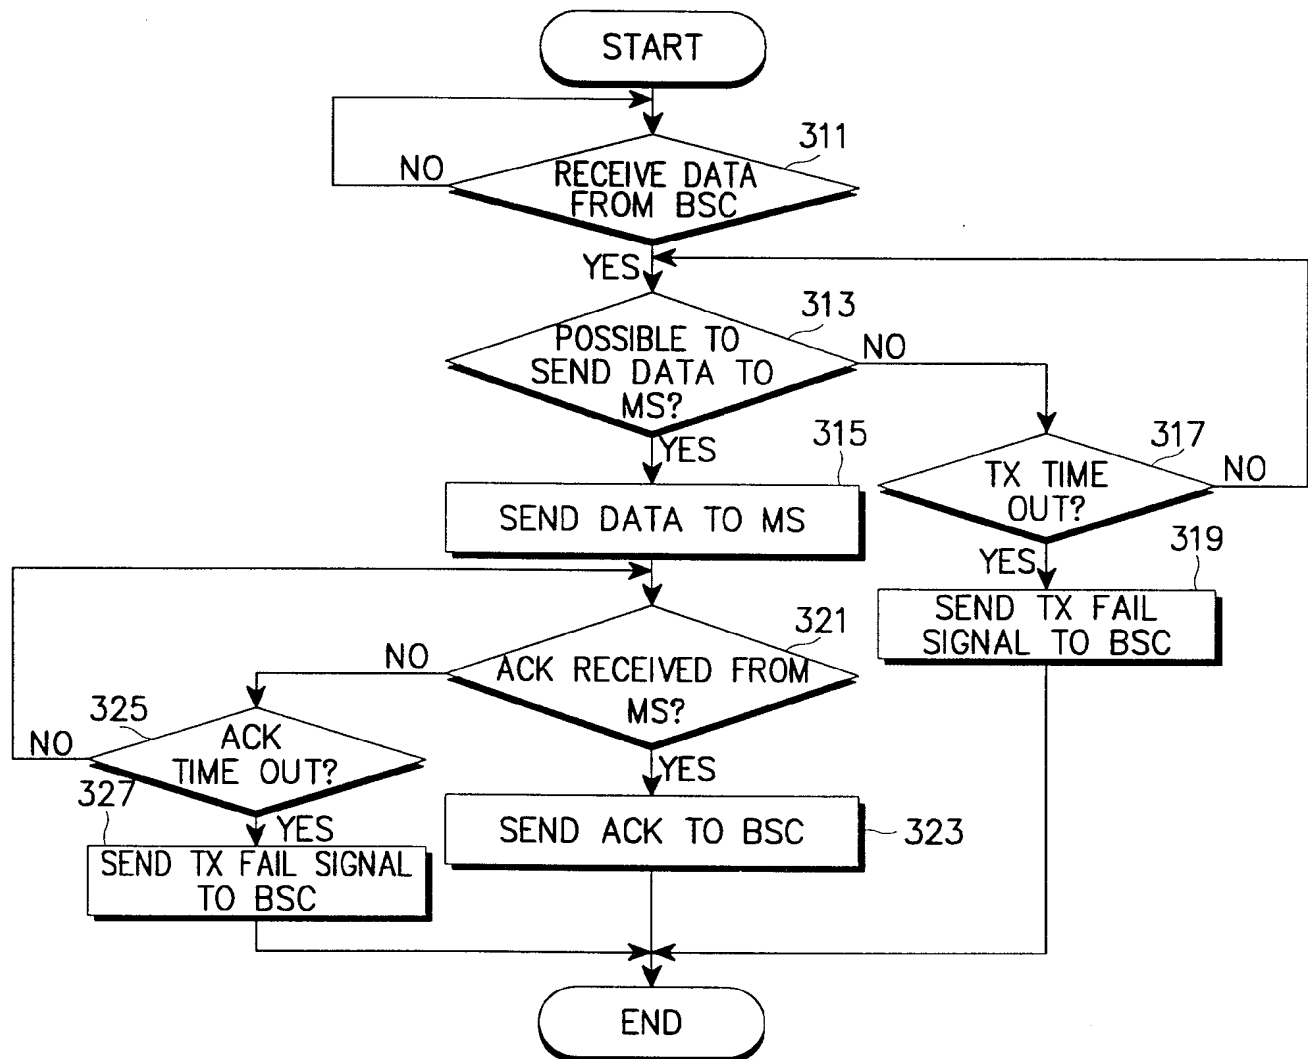 START
311
NO
RECEIVE DATA
FROM BSC
YES
313
POSSIBLE TO
SEND DATA TO
MS?
NO
YES
315
317
TX TIME
OUT?
NO
SEND DATA TO MS
YES
319
SEND TX FAIL
SIGNAL TO BSC
321
NO
ACK RECEIVED FROM
MS?
325
ACK
TIME OUT?
NO
YES
327
YES
SEND ACK TO BSC
323
SEND TX FAIL SIGNAL
TO BSC
END